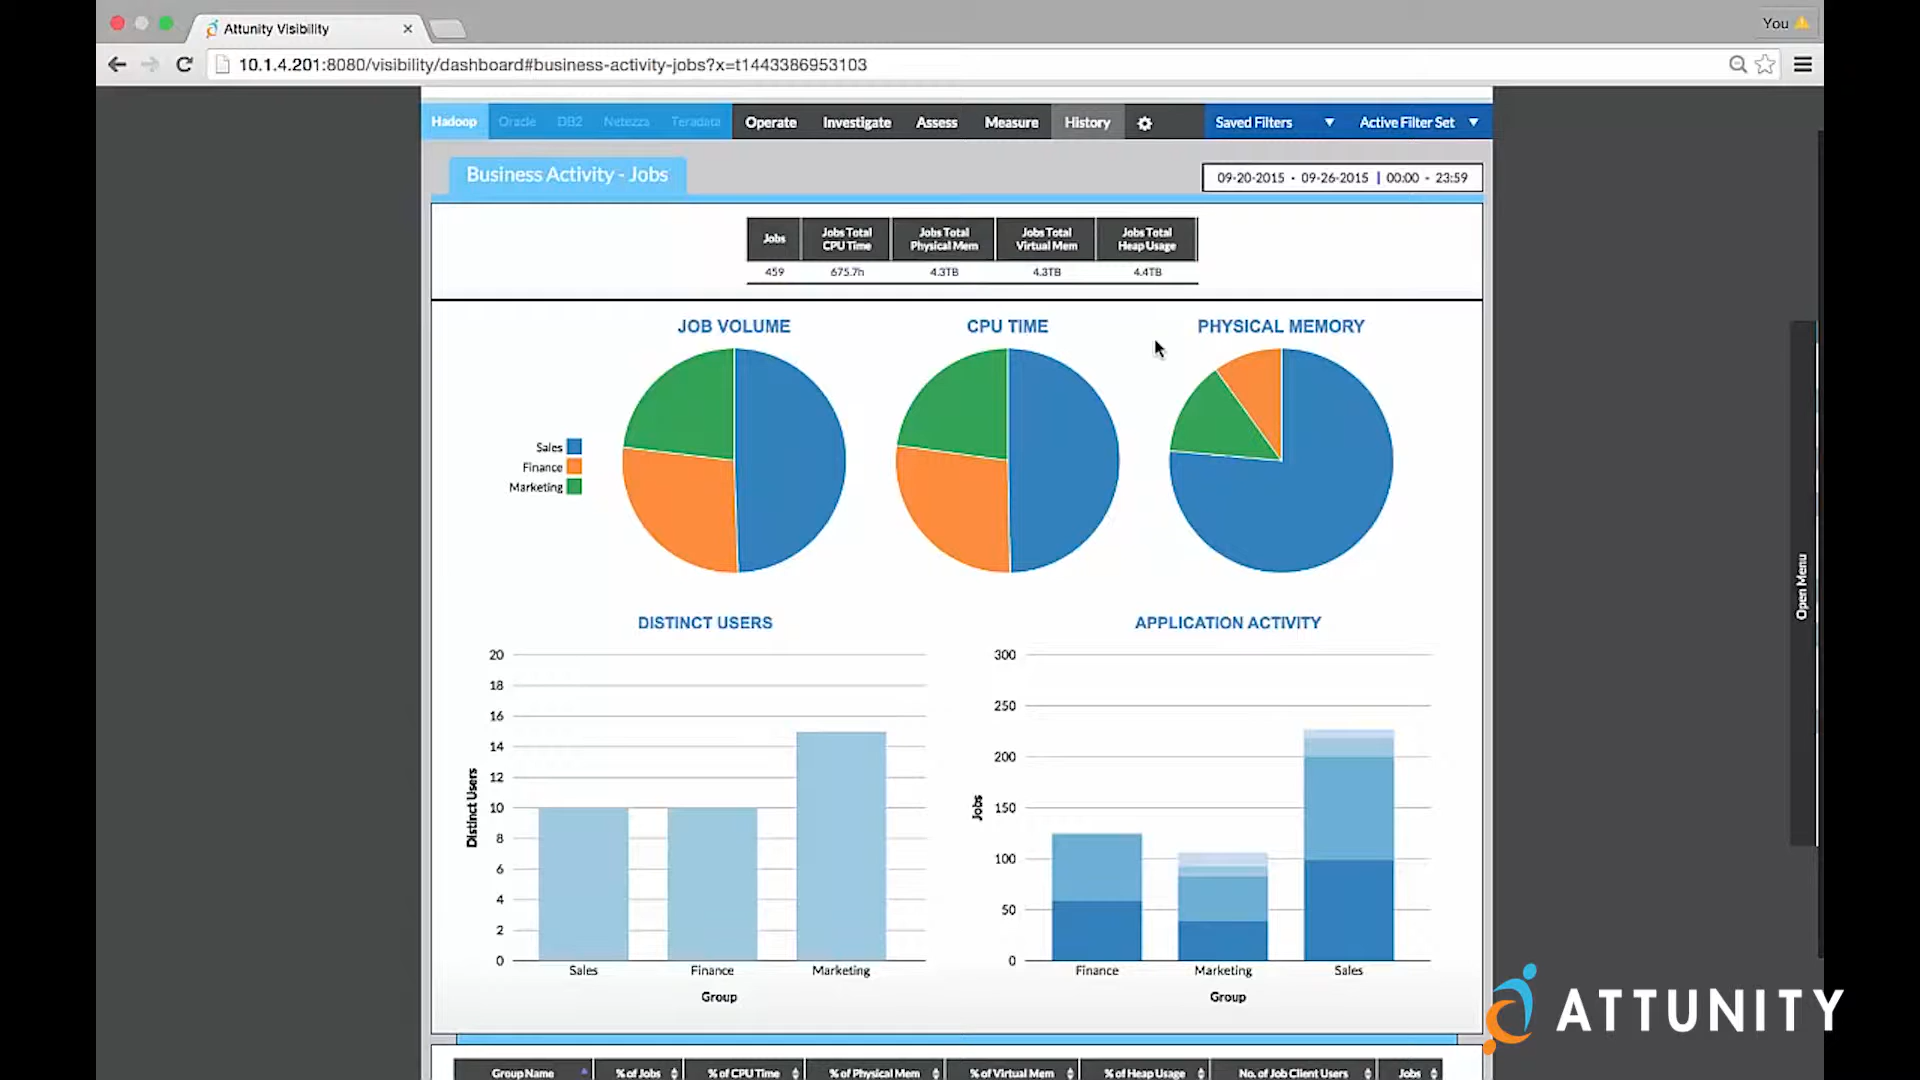 Attunity Visibility
You
10.1.4.201:8080/visibility/dashboard#business-activity-jobs?x=t1443386953103
Hadoop Oracle DB2 Netezza Teradata Operate Investigate Assess Measure History Saved Filters Active Filter Set
Business Activity - Jobs
09-20-2015 - 09-26-2015 | 00:00 - 23:59
Jobs Jobs Total CPU Time Jobs Total Physical Mem Jobs Total Virtual Mem Jobs Total Heap Usage
459 675.7h 4.3TB 4.3TB 4.4TB
JOB VOLUME CPU TIME PHYSICAL MEMORY
Sales
Finance
Marketing
Open Menu
DISTINCT USERS
20
18
16
14
12
10
8
6
4
2
0
Distinct Users
Sales Finance Marketing
Group
APPLICATION ACTIVITY
300
250
200
150
100
50
0
Jobs
Finance Marketing Sales
Group
ATTUNITY
Group Name % of Jobs % of CPU Time % of Physical Mem % of Virtual Mem % of Heap Usage No. of Job Client Users Jobs